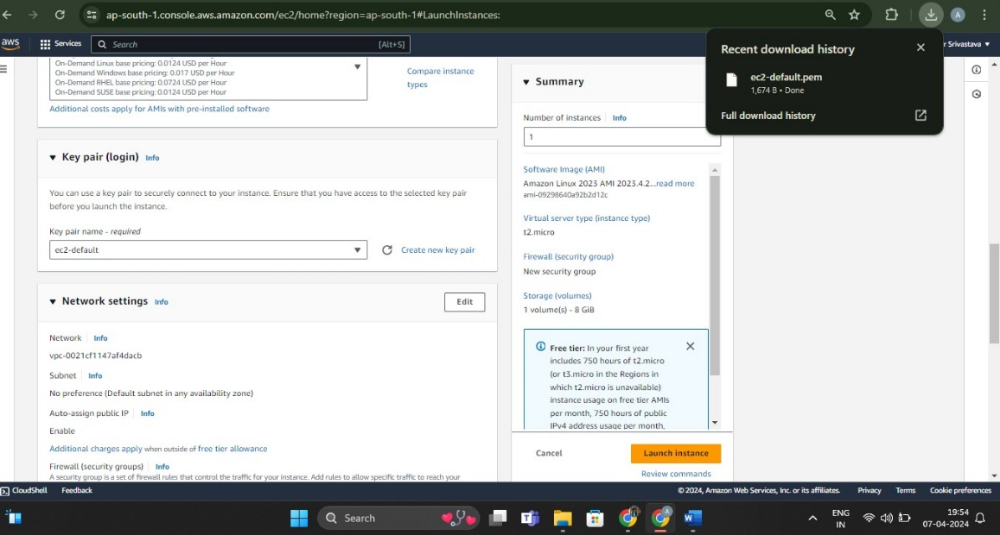 ap-south-1.console.aws.amazon.com/ec2/home?region=ap-south-1#LaunchInstances:
A
aws
Services
Search
[Alt+S]
Srivastava
Recent download history
ec2-default.pem
1,674 B • Done
Full download history
On-Demand Linux base pricing: 0.0124 USD per Hour
On-Demand Windows base pricing: 0.017 USD per Hour
On-Demand RHEL base pricing: 0.0724 USD per Hour
On-Demand SUSE base pricing: 0.0124 USD per Hour
Compare instance
types
Additional costs apply for AMIs with pre-installed software
Key pair (login) Info
You can use a key pair to securely connect to your instance. Ensure that you have access to the selected key pair
before you launch the instance.
Key pair name - required
ec2-default
Create new key pair
Network settings Info
Edit
Network Info
vpc-0021cf1147af4dacb
Subnet Info
No preference (Default subnet in any availability zone)
Auto-assign public IP Info
Enable
Additional charges apply when outside of free tier allowance
Firewall (security groups) Info
A security group is a set of firewall rules that control the traffic for your instance. Add rules to allow specific traffic to reach your
Summary
Number of instances Info
1
Software Image (AMI)
Amazon Linux 2023 AMI 2023.4.2...read more
ami-09298640a92b2d12c
Virtual server type (instance type)
t2.micro
Firewall (security group)
New security group
Storage (volumes)
1 volume(s) - 8 GiB
Free tier: In your first year
includes 750 hours of t2.micro
(or t3.micro in the Regions in
which t2.micro is unavailable)
instance usage on free tier AMIs
per month, 750 hours of public
IPv4 address usage per month,
Cancel
Launch instance
Review commands
CloudShell Feedback
© 2024, Amazon Web Services, Inc. or its affiliates. Privacy Terms Cookie preferences
Search
ENG
IN
19:54
07-04-2024